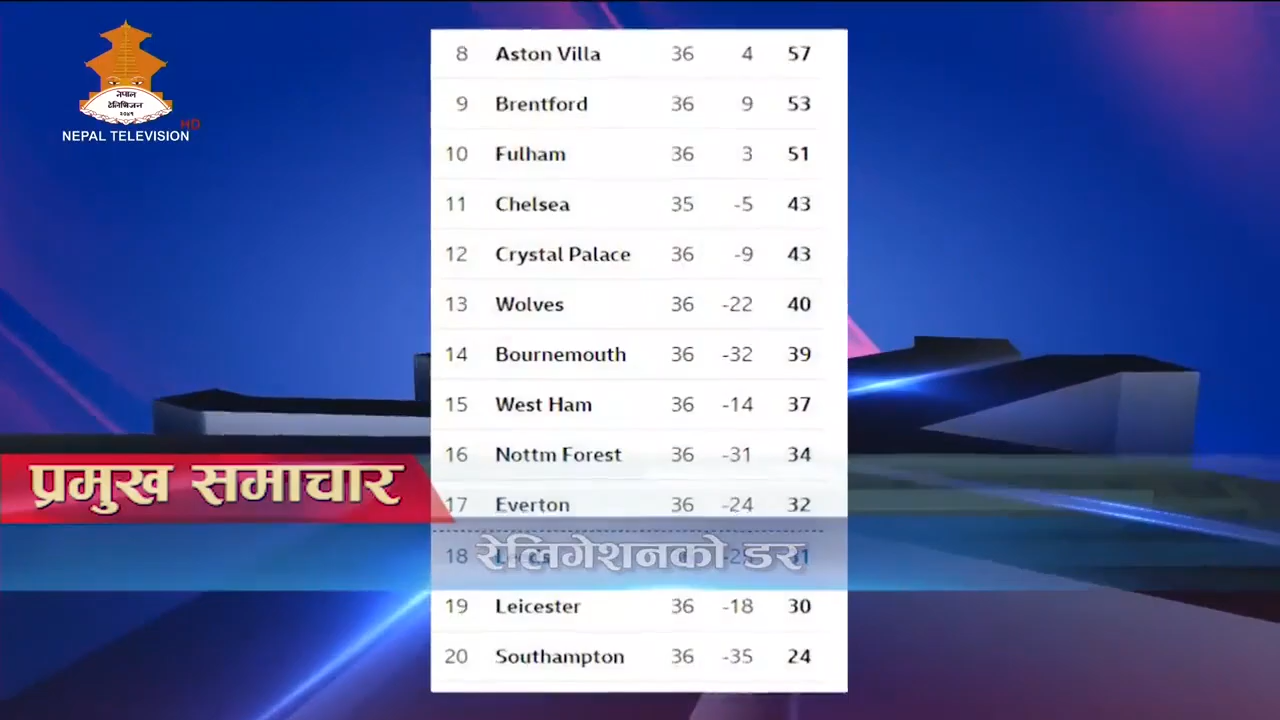 नेपाल
टेलिभिजन
२०४१
HD
NEPAL TELEVISION
8 Aston Villa 36 4 57
9 Brentford 36 9 53
10 Fulham 36 3 51
11 Chelsea 35 -5 43
12 Crystal Palace 36 -9 43
13 Wolves 36 -22 40
14 Bournemouth 36 -32 39
15 West Ham 36 -14 37
16 Nottm Forest 36 -31 34
प्रमुख समाचार
17 Everton 36 -24 32
रेलिगेशनको डर
18
19 Leicester 36 -18 30
20 Southampton 36 -35 24